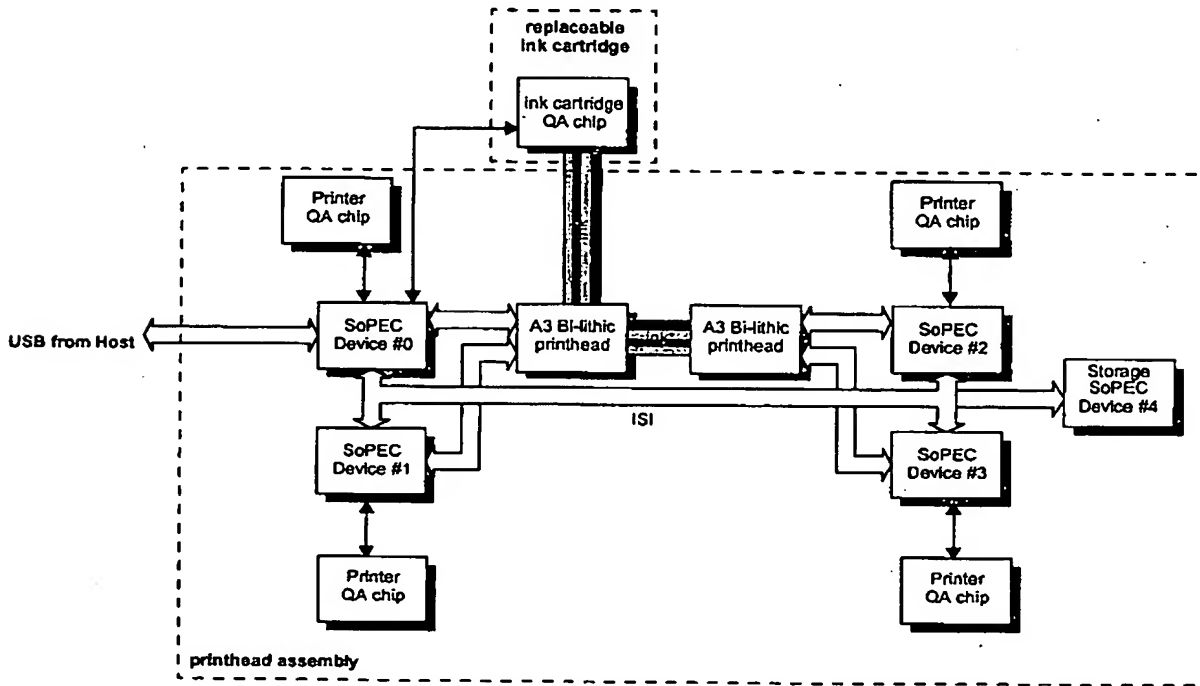 replaceable
ink cartridge
ink cartridge
QA chip
Printer
QA chip
Printer
QA chip
USB from Host
SoPEC
Device #0
A3 Bi-lithic
printhead
A3 Bi-lithic
printhead
SoPEC
Device #2
Storage
SoPEC
Device #4
ISI
SoPEC
Device #1
SoPEC
Device #3
Printer
QA chip
Printer
QA chip
printhead assembly